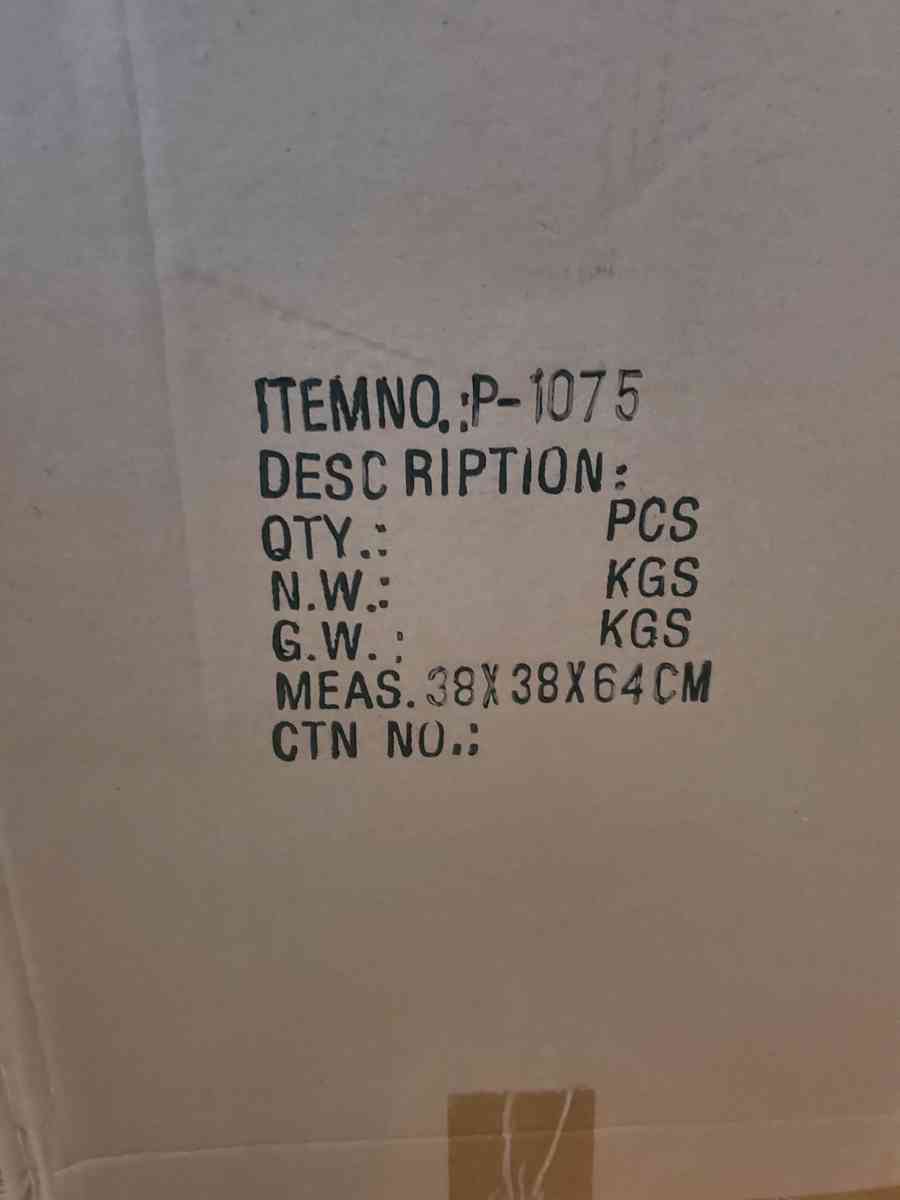 ITEMNO.:P-1075
DESCRIPTION:
QTY.: PCS
N.W.: KGS
G.W.: KGS
MEAS. 38X38X64CM
CTN NO.: